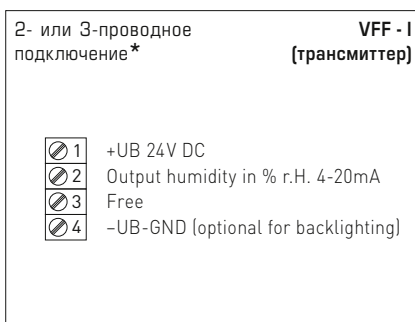 2- или 3-проводное
подключение*
VFF - I
(трансмиттер)
1 +UB 24V DC
2 Output humidity in % r.H. 4-20mA
3 Free
4 –UB-GND (optional for backlighting)